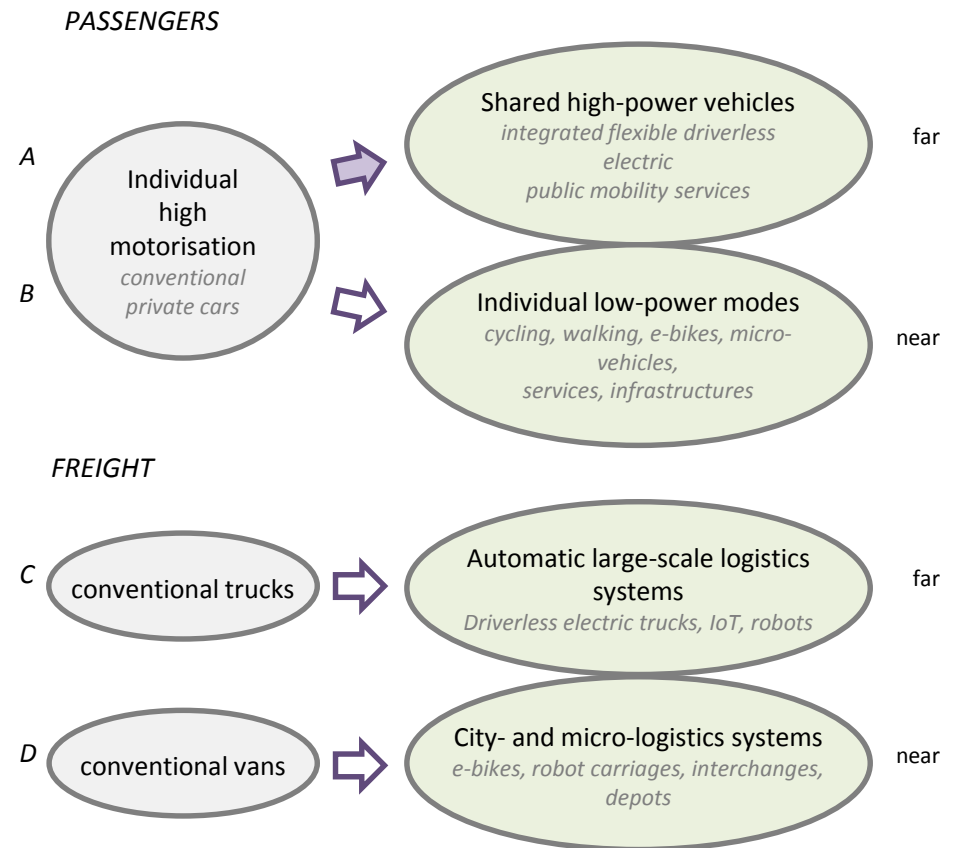 PASSENGERS
A
B
Individual
high
motorisation
conventional
private cars
Shared high-power vehicles
integrated flexible driverless
electric
public mobility services
far
Individual low-power modes
cycling, walking, e-bikes, micro-
vehicles,
services, infrastructures
near
FREIGHT
C
conventional trucks
Automatic large-scale logistics
systems
Driverless electric trucks, IoT, robots
far
D
conventional vans
City- and micro-logistics systems
e-bikes, robot carriages, interchanges,
depots
near